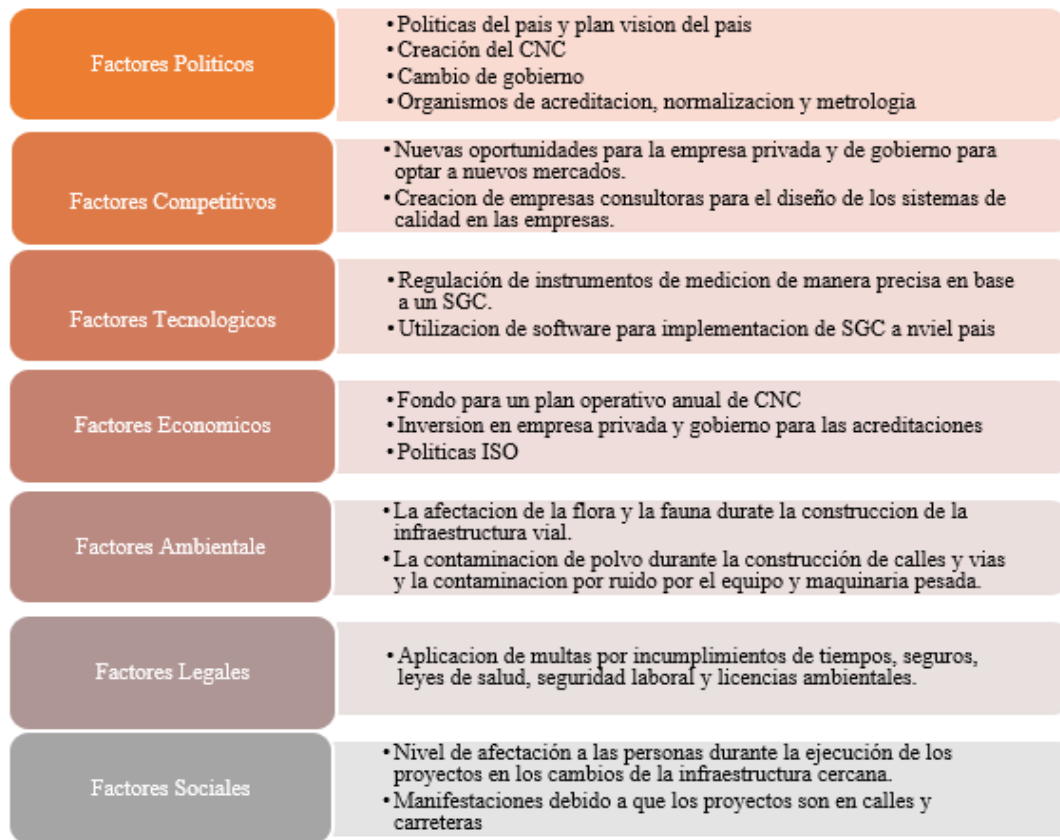 Factores Politicos
• Politicas del pais y plan vision del pais
• Creación del CNC
• Cambio de gobierno
• Organismos de acreditacion, normalizacion y metrologia
Factores Competitivos
• Nuevas oportunidades para la empresa privada y de gobierno para
optar a nuevos mercados.
• Creacion de empresas consultoras para el diseño de los sistemas de
calidad en las empresas.
Factores Tecnologicos
• Regulación de instrumentos de medicion de manera precisa en base
a un SGC.
• Utilizacion de software para implementacion de SGC a nviel pais
Factores Economicos
• Fondo para un plan operativo anual de CNC
• Inversion en empresa privada y gobierno para las acreditaciones
• Politicas ISO
Factores Ambientale
• La afectacion de la flora y la fauna durate la construccion de la
infraestructura vial.
• La contaminacion de polvo durante la construcción de calles y vias
y la contaminacion por ruido por el equipo y maquinaria pesada.
Factores Legales
• Aplicacion de multas por incumplimientos de tiempos, seguros,
leyes de salud, seguridad laboral y licencias ambientales.
Factores Sociales
• Nivel de afectación a las personas durante la ejecución de los
proyectos en los cambios de la infraestructura cercana.
• Manifestaciones debido a que los proyectos son en calles y
carreteras